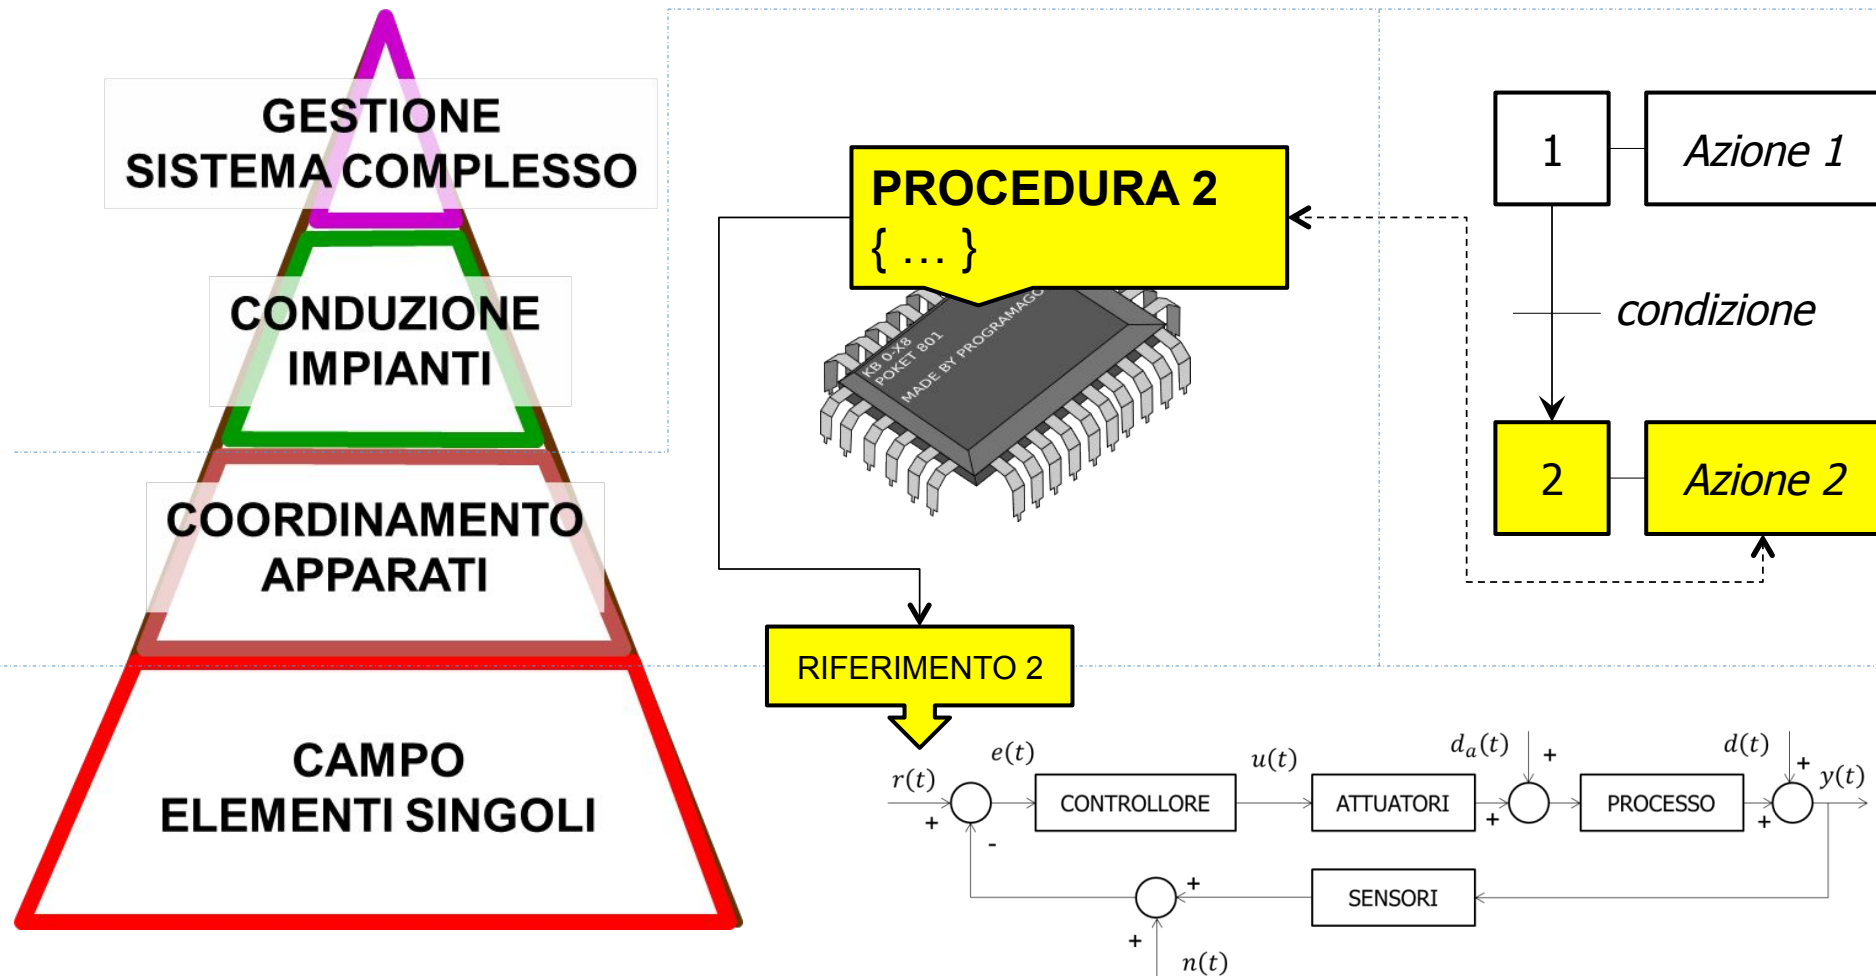 GESTIONE
SISTEMA COMPLESSO
CONDUZIONE
IMPIANTI
COORDINAMENTO
APPARATI
CAMPO
ELEMENTI SINGOLI
PROCEDURA 2
{ ... }
KB 0-X8
POKET 801
MADE BY PROGRAMAGO
RIFERIMENTO 2
1
Azione 1
condizione
2
Azione 2
r(t)
+
-
e(t)
CONTROLLORE
u(t)
ATTUATORI
d_a(t)
+
+
PROCESSO
d(t)
+
+
y(t)
SENSORI
+
+
n(t)